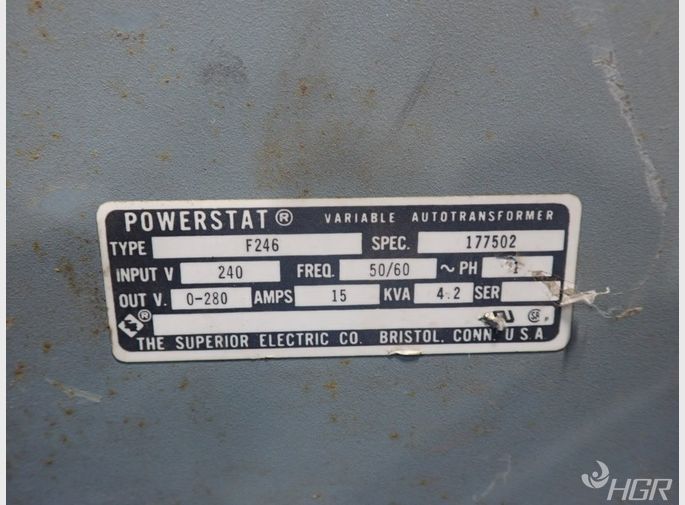 POWERSTAT® VARIABLE AUTOTRANSFORMER
TYPE F246 SPEC. 177502
INPUT V 240 FREQ. 50/60 ~ PH 1
OUT V. 0-280 AMPS 15 KVA 4.2 SER
®
THE SUPERIOR ELECTRIC CO. BRISTOL, CONN. U.S.A
HGR